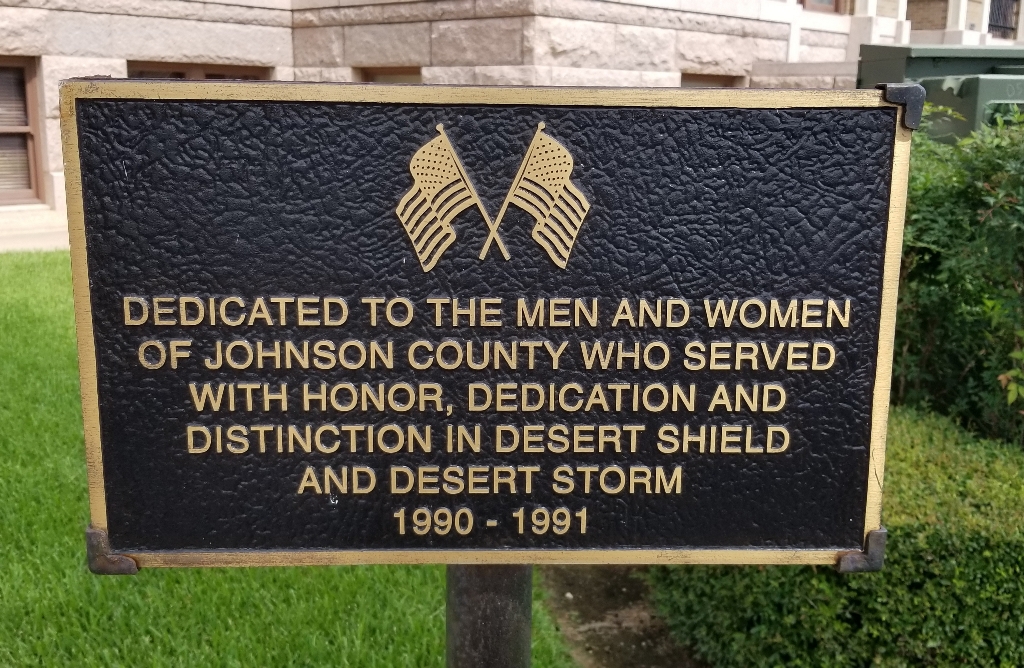 DEDICATED TO THE MEN AND WOMEN
OF JOHNSON COUNTY WHO SERVED
WITH HONOR, DEDICATION AND
DISTINCTION IN DESERT SHIELD
AND DESERT STORM
1990 - 1991